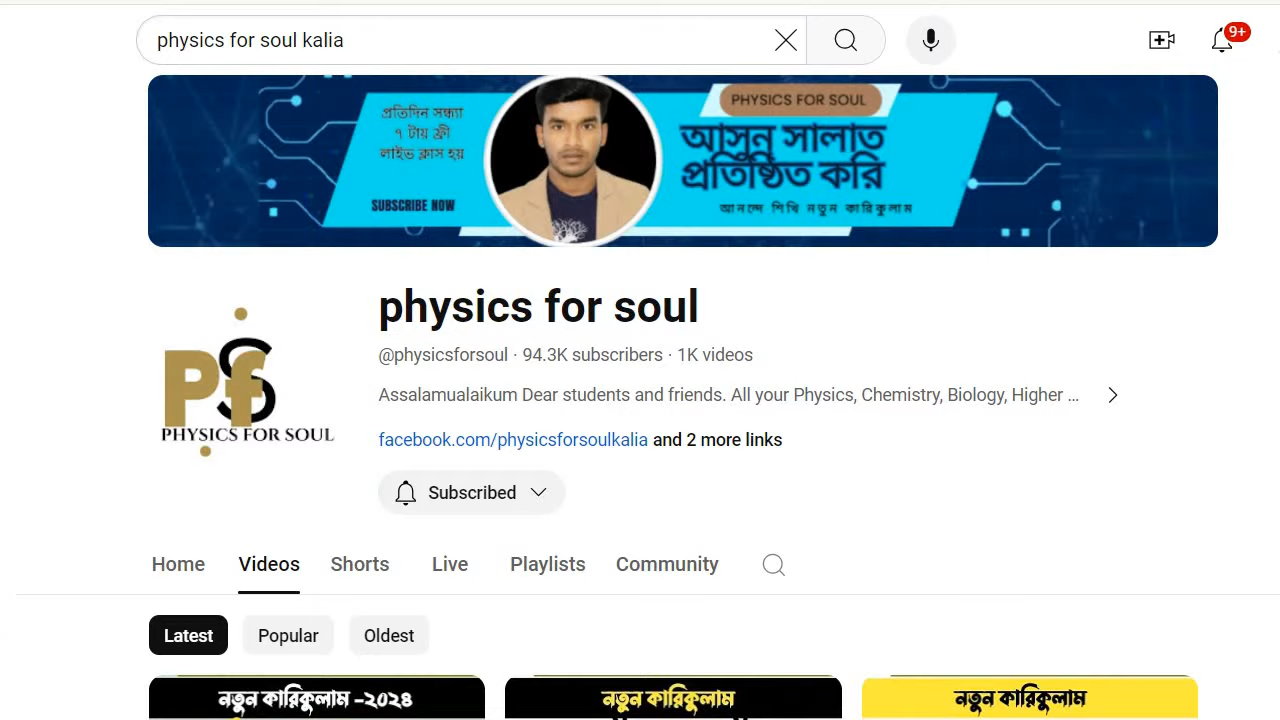 physics for soul kalia
9+
প্রতিদিন সন্ধ্যা
৭ টায় ফ্রী
লাইভ ক্লাস হয়
SUBSCRIBE NOW
PHYSICS FOR SOUL
আসুন সালাত
প্রতিষ্ঠিত করি
আনন্দে শিখি নতুন কারিকুলাম
physics for soul
@physicsforsoul · 94.3K subscribers · 1K videos
Assalamualaikum Dear students and friends. All your Physics, Chemistry, Biology, Higher ...
facebook.com/physicsforsoulkalia and 2 more links
Pf S
PHYSICS FOR SOUL
Subscribed
Home Videos Shorts Live Playlists Community
Latest Popular Oldest
নতুন কারিকুলাম -২০২৪ নতুন কারিকুলাম নতুন কারিকুলাম